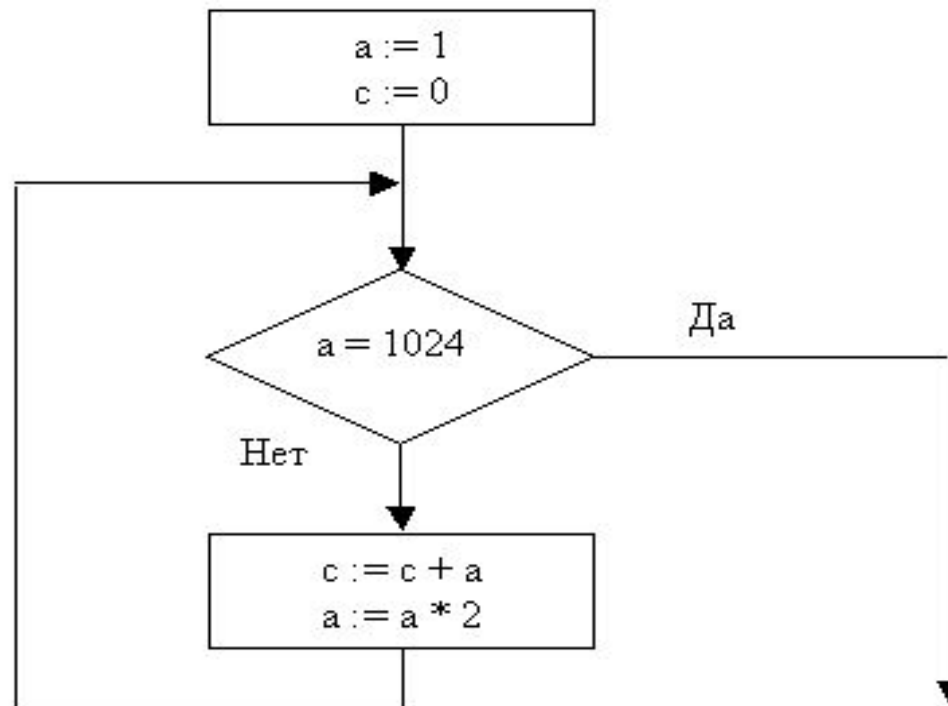 a := 1
c := 0
a = 1024
Да
Нет
c := c + a
a := a * 2